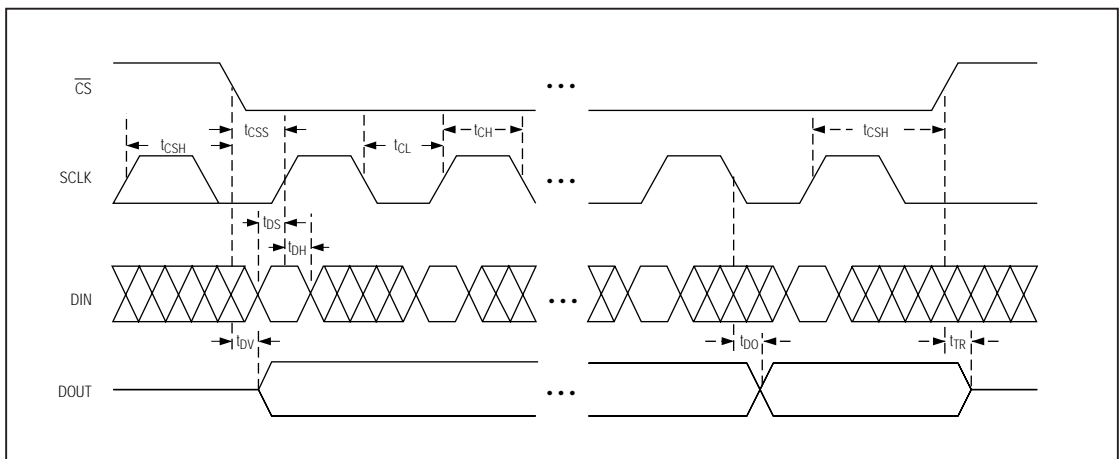 CS
•••
tCSH
tCSS
tCL
tCH
tCSH
SCLK
•••
tDS
tDH
DIN
•••
tDV
tDO
tTR
DOUT
•••